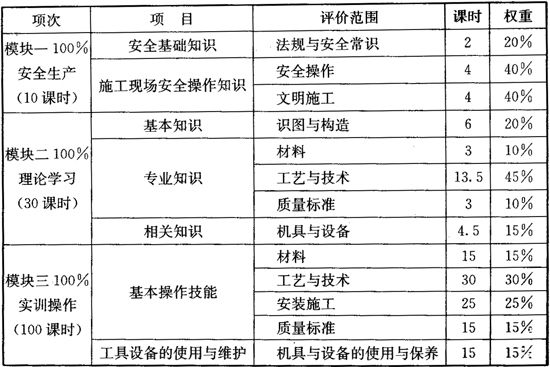 项次 项 目 评价范围 课时 权重
模块一 100% 安全生产 (10课时) 安全基础知识 法规与安全常识 2 20%
施工现场安全操作知识 安全操作 4 40%
文明施工 4 40%
模块二 100% 理论学习 (30课时) 基本知识 识图与构造 6 20%
专业知识 材料 3 10%
工艺与技术 13.5 45%
质量标准 3 10%
相关知识 机具与设备 4.5 15%
模块三 100% 实训操作 (100课时) 基本操作技能 材料 15 15%
工艺与技术 30 30%
安装施工 25 25%
质量标准 15 15%
工具设备的使用与维护 机具与设备的使用与保养 15 15%